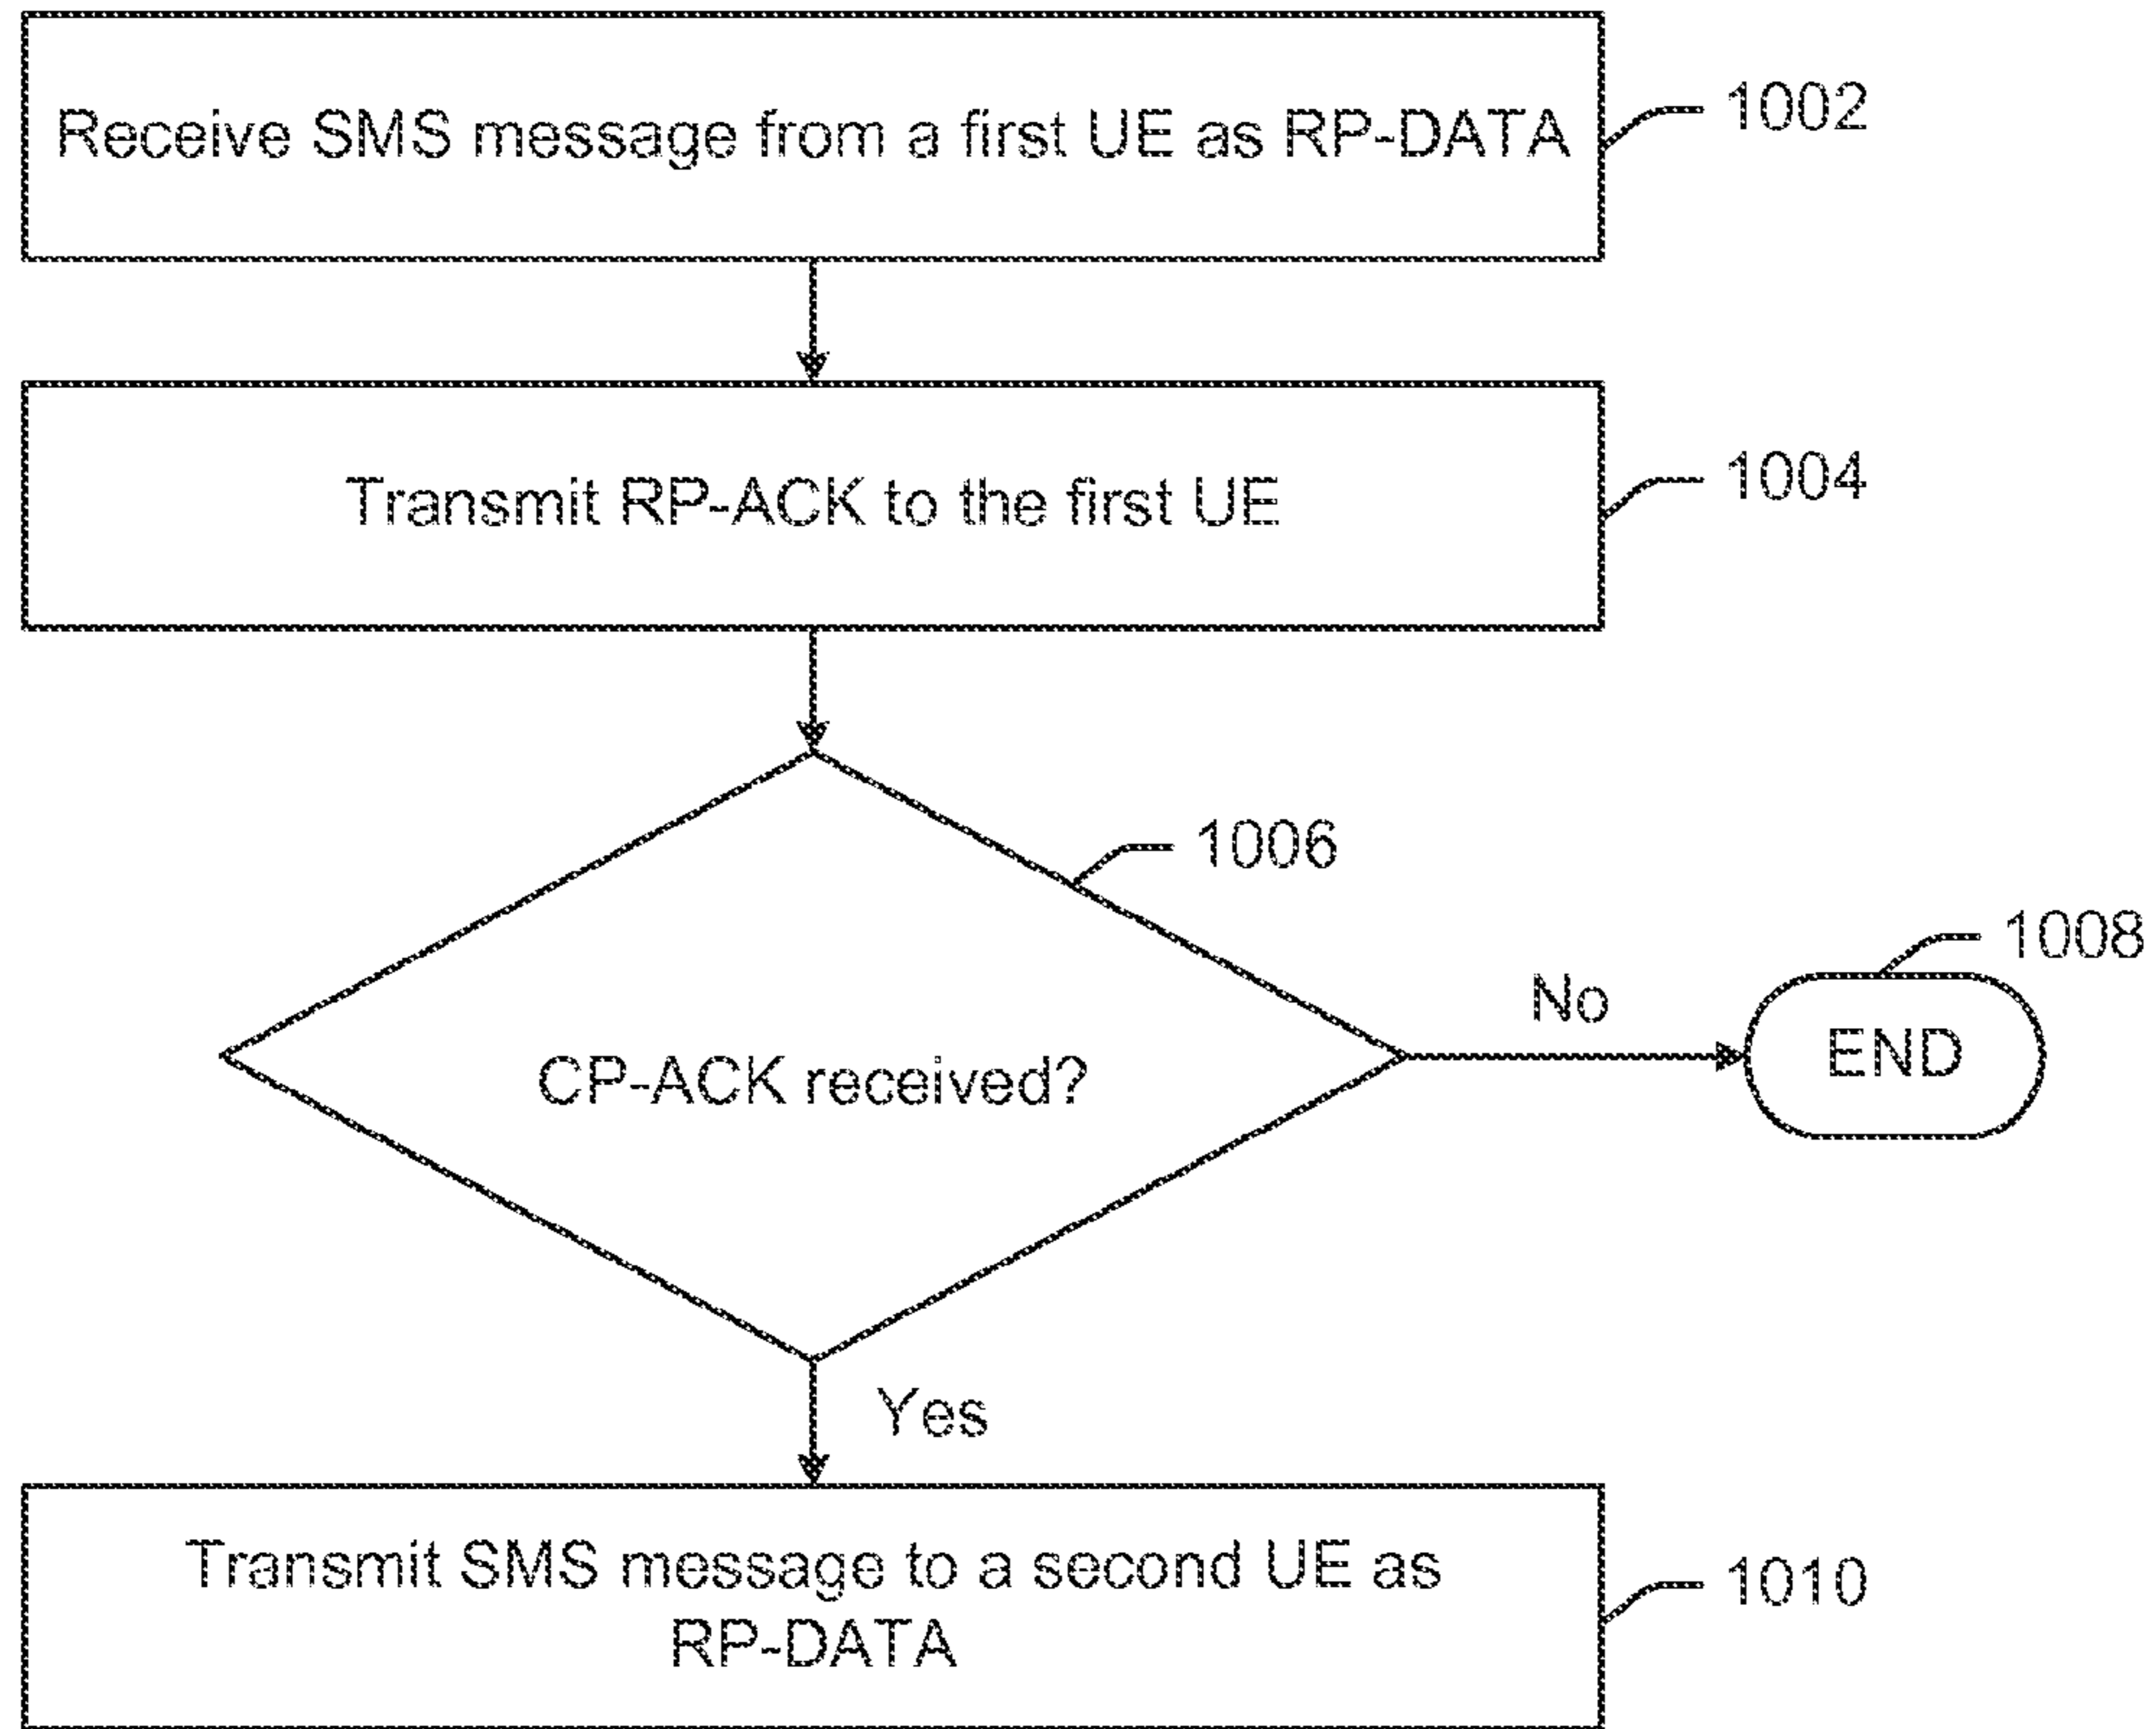 Receive SMS message from a first UE as RP-DATA
1002
Transmit RP-ACK to the first UE
1004
1006
CP-ACK received?
No
1008
END
Yes
Transmit SMS message to a second UE as
RP-DATA
1010